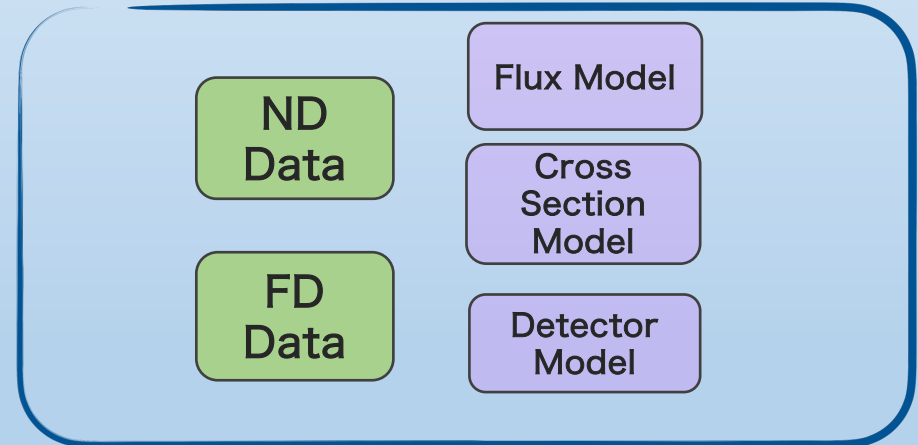 ND
Data
FD
Data
Flux Model
Cross
Section
Model
Detector
Model